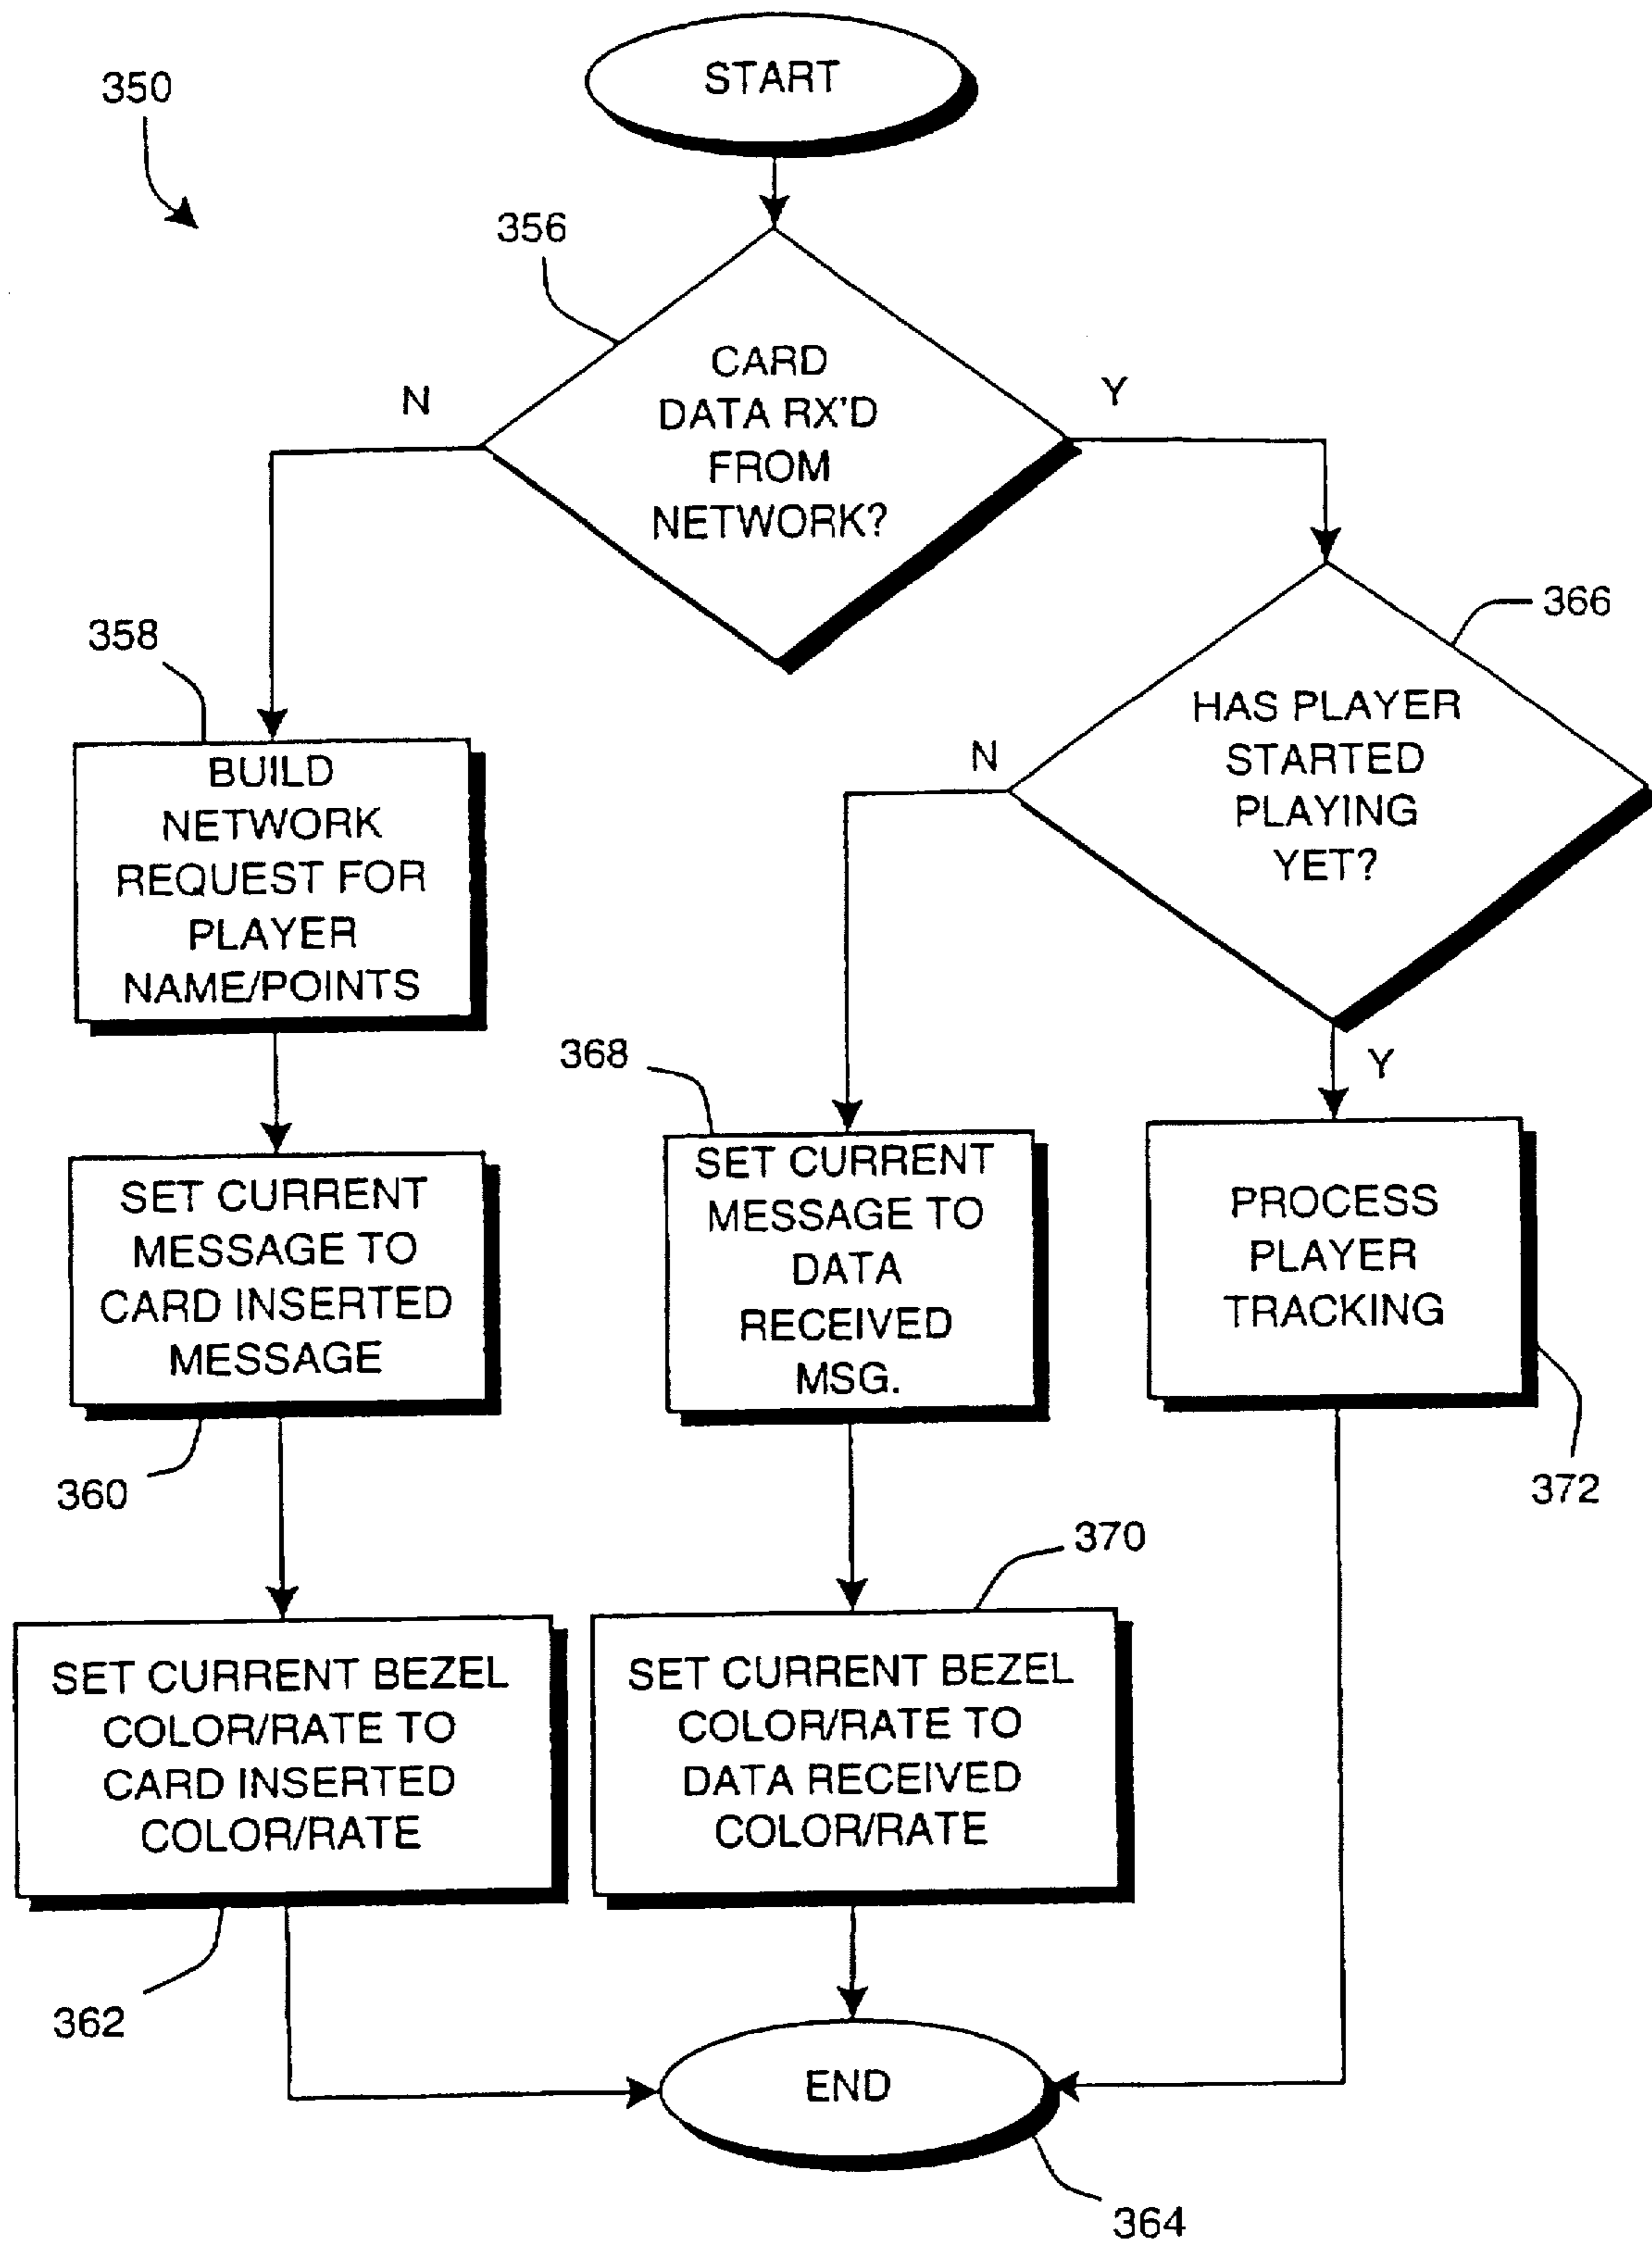 START
350
356
CARD
DATA RX'D
FROM
NETWORK?
N
Y
366
358
HAS PLAYER
STARTED
PLAYING
YET?
N
Y
BUILD
NETWORK
REQUEST FOR
PLAYER
NAME/POINTS
368
SET CURRENT
MESSAGE TO
CARD INSERTED
MESSAGE
SET CURRENT
MESSAGE TO
DATA
RECEIVED
MSG.
PROCESS
PLAYER
TRACKING
360
372
370
SET CURRENT BEZEL
COLOR/RATE TO
CARD INSERTED
COLOR/RATE
SET CURRENT BEZEL
COLOR/RATE TO
DATA RECEIVED
COLOR/RATE
362
END
364